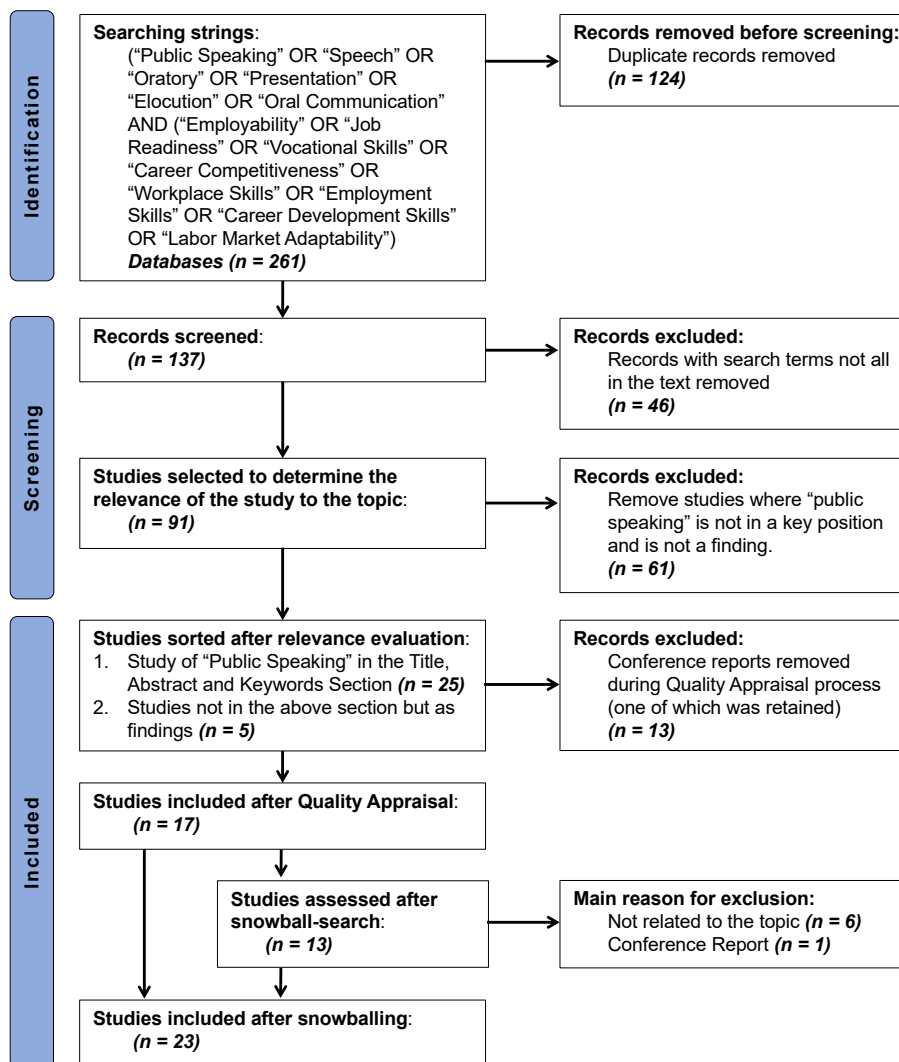 Identification
Searching strings:
(“Public Speaking” OR “Speech” OR
“Oratory” OR “Presentation” OR
“Elocution” OR “Oral Communication”
AND (“Employability” OR “Job
Readiness” OR “Vocational Skills” OR
“Career Competitiveness” OR
“Workplace Skills” OR “Employment
Skills” OR “Career Development Skills”
OR “Labor Market Adaptability”)
Databases (n = 261)
Records removed before screening:
Duplicate records removed
(n = 124)
Screening
Records screened:
(n = 137)
Records excluded:
Records with search terms not all
in the text removed
(n = 46)
Studies selected to determine the
relevance of the study to the topic:
(n = 91)
Records excluded:
Remove studies where “public
speaking” is not in a key position
and is not a finding.
(n = 61)
Included
Studies sorted after relevance evaluation:
1. Study of “Public Speaking” in the Title,
Abstract and Keywords Section (n = 25)
2. Studies not in the above section but as
findings (n = 5)
Records excluded:
Conference reports removed
during Quality Appraisal process
(one of which was retained)
(n = 13)
Studies included after Quality Appraisal:
(n = 17)
Studies assessed after
snowball-search:
(n = 13)
Main reason for exclusion:
Not related to the topic (n = 6)
Conference Report (n = 1)
Studies included after snowballing:
(n = 23)